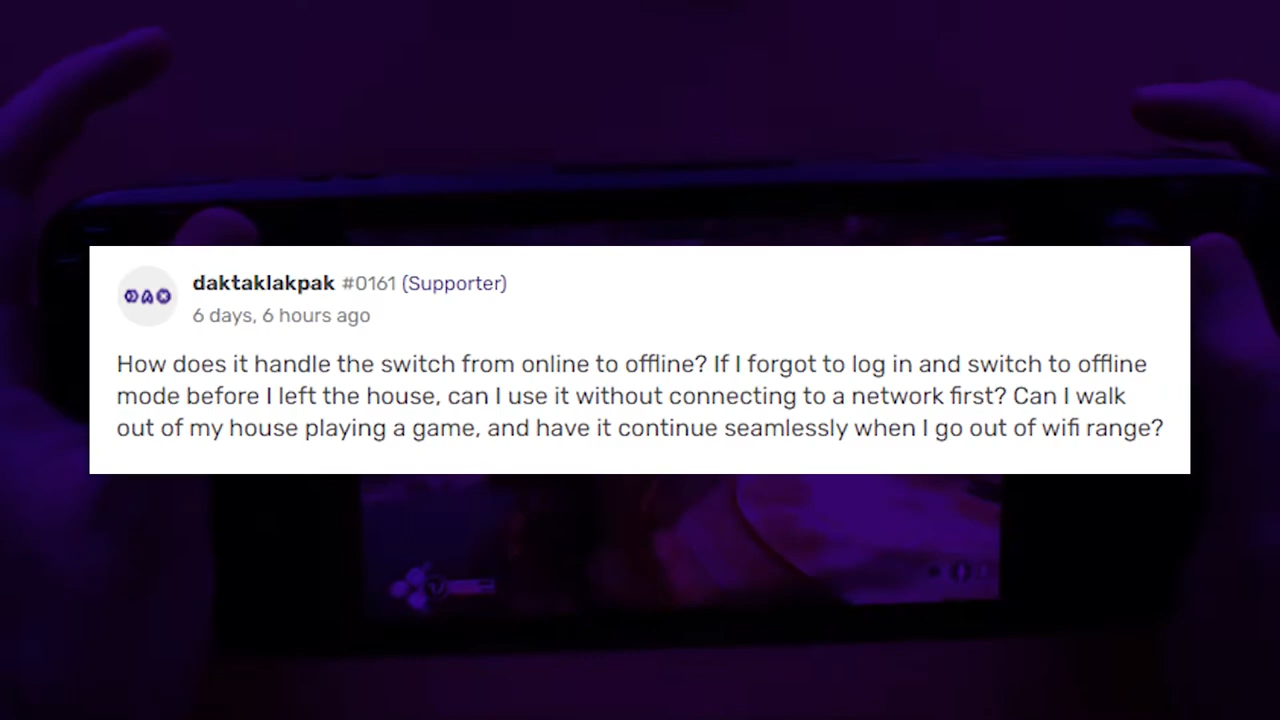 daktaklakpak #0161 (Supporter)
6 days, 6 hours ago
How does it handle the switch from online to offline? If I forgot to log in and switch to offline
mode before I left the house, can I use it without connecting to a network first? Can I walk
out of my house playing a game, and have it continue seamlessly when I go out of wifi range?